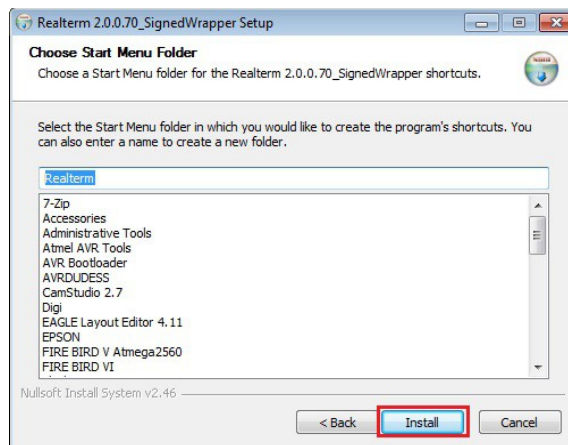 Realterm 2.0.0.70_SignedWrapper Setup
Choose Start Menu Folder
Choose a Start Menu folder for the Realterm 2.0.0.70_SignedWrapper shortcuts.
Select the Start Menu folder in which you would like to create the program's shortcuts. You
can also enter a name to create a new folder.
Realterm
7-Zip
Accessories
Administrative Tools
Atmel AVR Tools
AVR Bootloader
AVRDUDESS
CamStudio 2.7
Digi
EAGLE Layout Editor 4.11
EPSON
FIRE BIRD V Atmega2560
FIRE BIRD VI
Nullsoft Install System v2.46
< Back Install Cancel